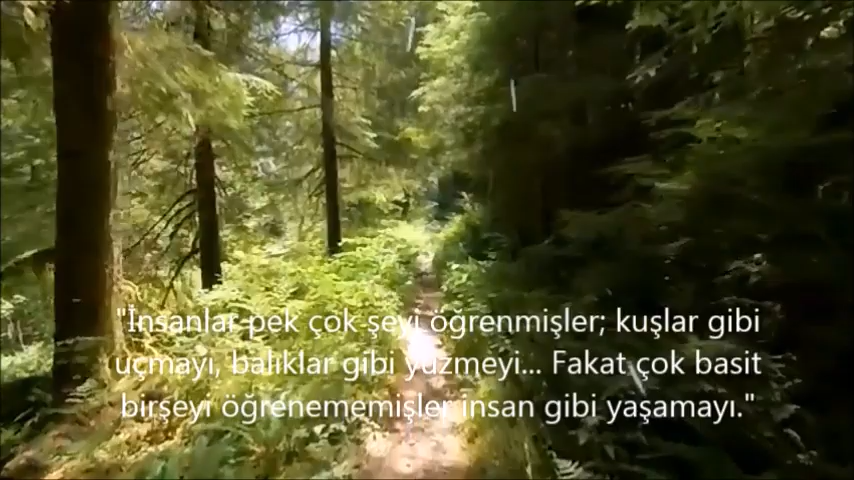 "İnsanlar pek çok şeyi öğrenmişler; kuşlar gibi
uçmayı, balıklar gibi yüzmeyi... Fakat çok basit
birşeyi öğrenememişler insan gibi yaşamayı."